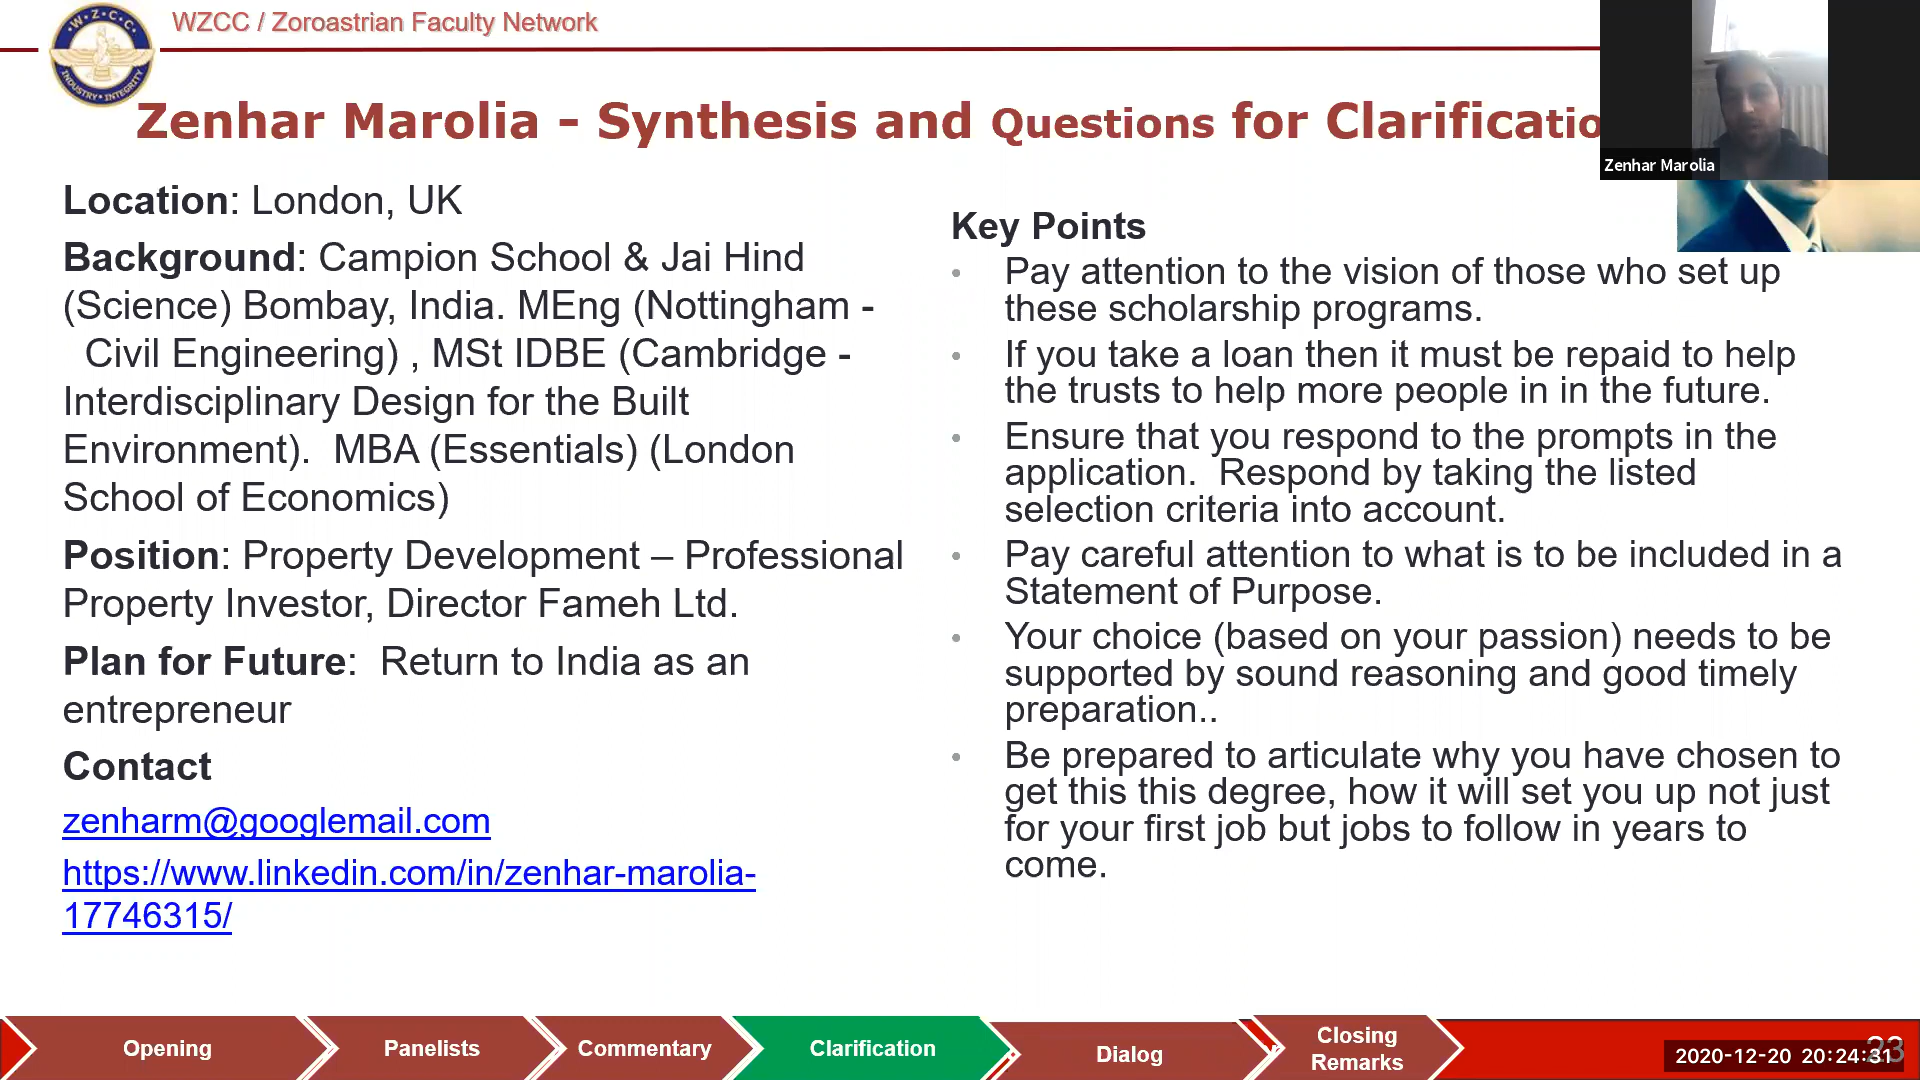 WZCC / Zoroastrian Faculty Network
W·Z·C·C
INDUSTRY · INTEGRITY
Zenhar Marolia - Synthesis and Questions for Clarificatio
Zenhar Marolia
Location: London, UK
Background: Campion School & Jai Hind
(Science) Bombay, India. MEng (Nottingham -
Civil Engineering) , MSt IDBE (Cambridge -
Interdisciplinary Design for the Built
Environment). MBA (Essentials) (London
School of Economics)
Position: Property Development – Professional
Property Investor, Director Fameh Ltd.
Plan for Future: Return to India as an
entrepreneur
Contact
zenharm@googlemail.com
https://www.linkedin.com/in/zenhar-marolia-
17746315/
Key Points
• Pay attention to the vision of those who set up
these scholarship programs.
• If you take a loan then it must be repaid to help
the trusts to help more people in in the future.
• Ensure that you respond to the prompts in the
application. Respond by taking the listed
selection criteria into account.
• Pay careful attention to what is to be included in a
Statement of Purpose.
• Your choice (based on your passion) needs to be
supported by sound reasoning and good timely
preparation..
• Be prepared to articulate why you have chosen to
get this this degree, how it will set you up not just
for your first job but jobs to follow in years to
come.
Opening
Panelists
Commentary
Clarification
Dialog
Closing
Remarks
23
2020-12-20 20:24:31